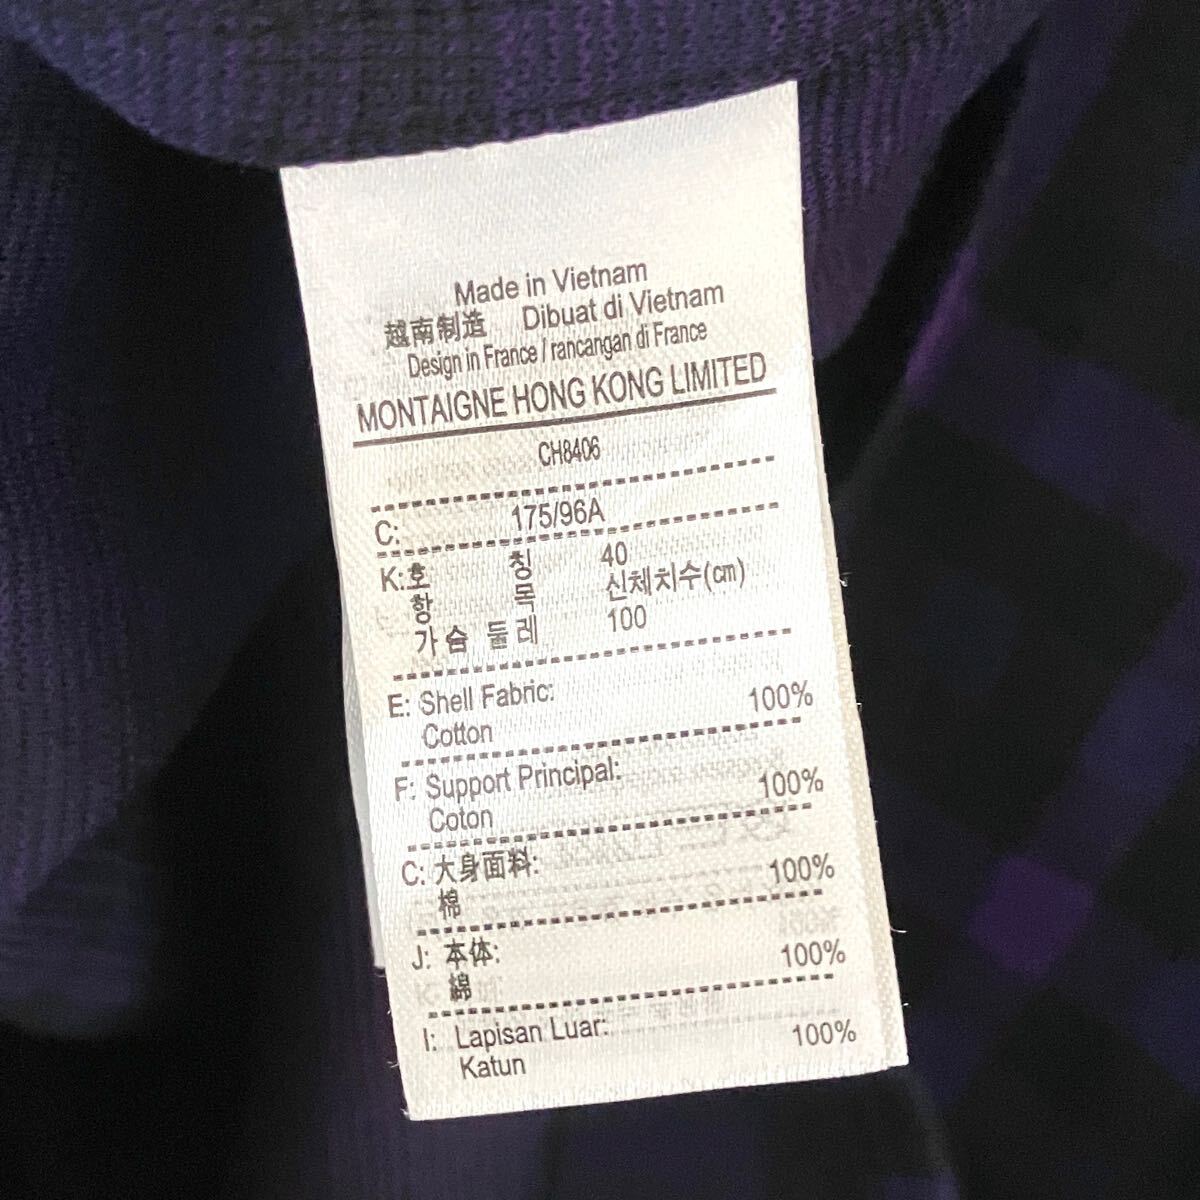 Made in Vietnam
越南制造 Dibuat di Vietnam
Design in France / rancangan di France
MONTAIGNE HONG KONG LIMITED
CH8406
C: 175/96A
K:호 칭 40
항 목 신체치수(cm)
가슴 둘레 100
E: Shell Fabric:
Cotton 100%
F: Support Principal:
Coton 100%
C: 大身面料:
棉 100%
J: 本体:
綿 100%
I: Lapisan Luar:
Katun 100%